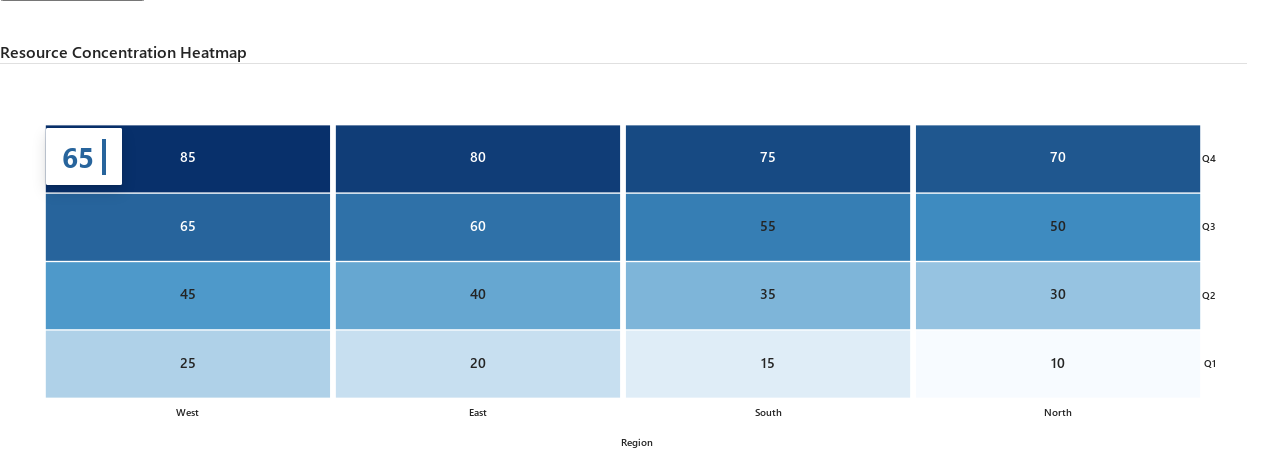 Resource Concentration Heatmap
65
85 80 75 70 Q4
65 60 55 50 Q3
45 40 35 30 Q2
25 20 15 10 Q1
West East South North
Region